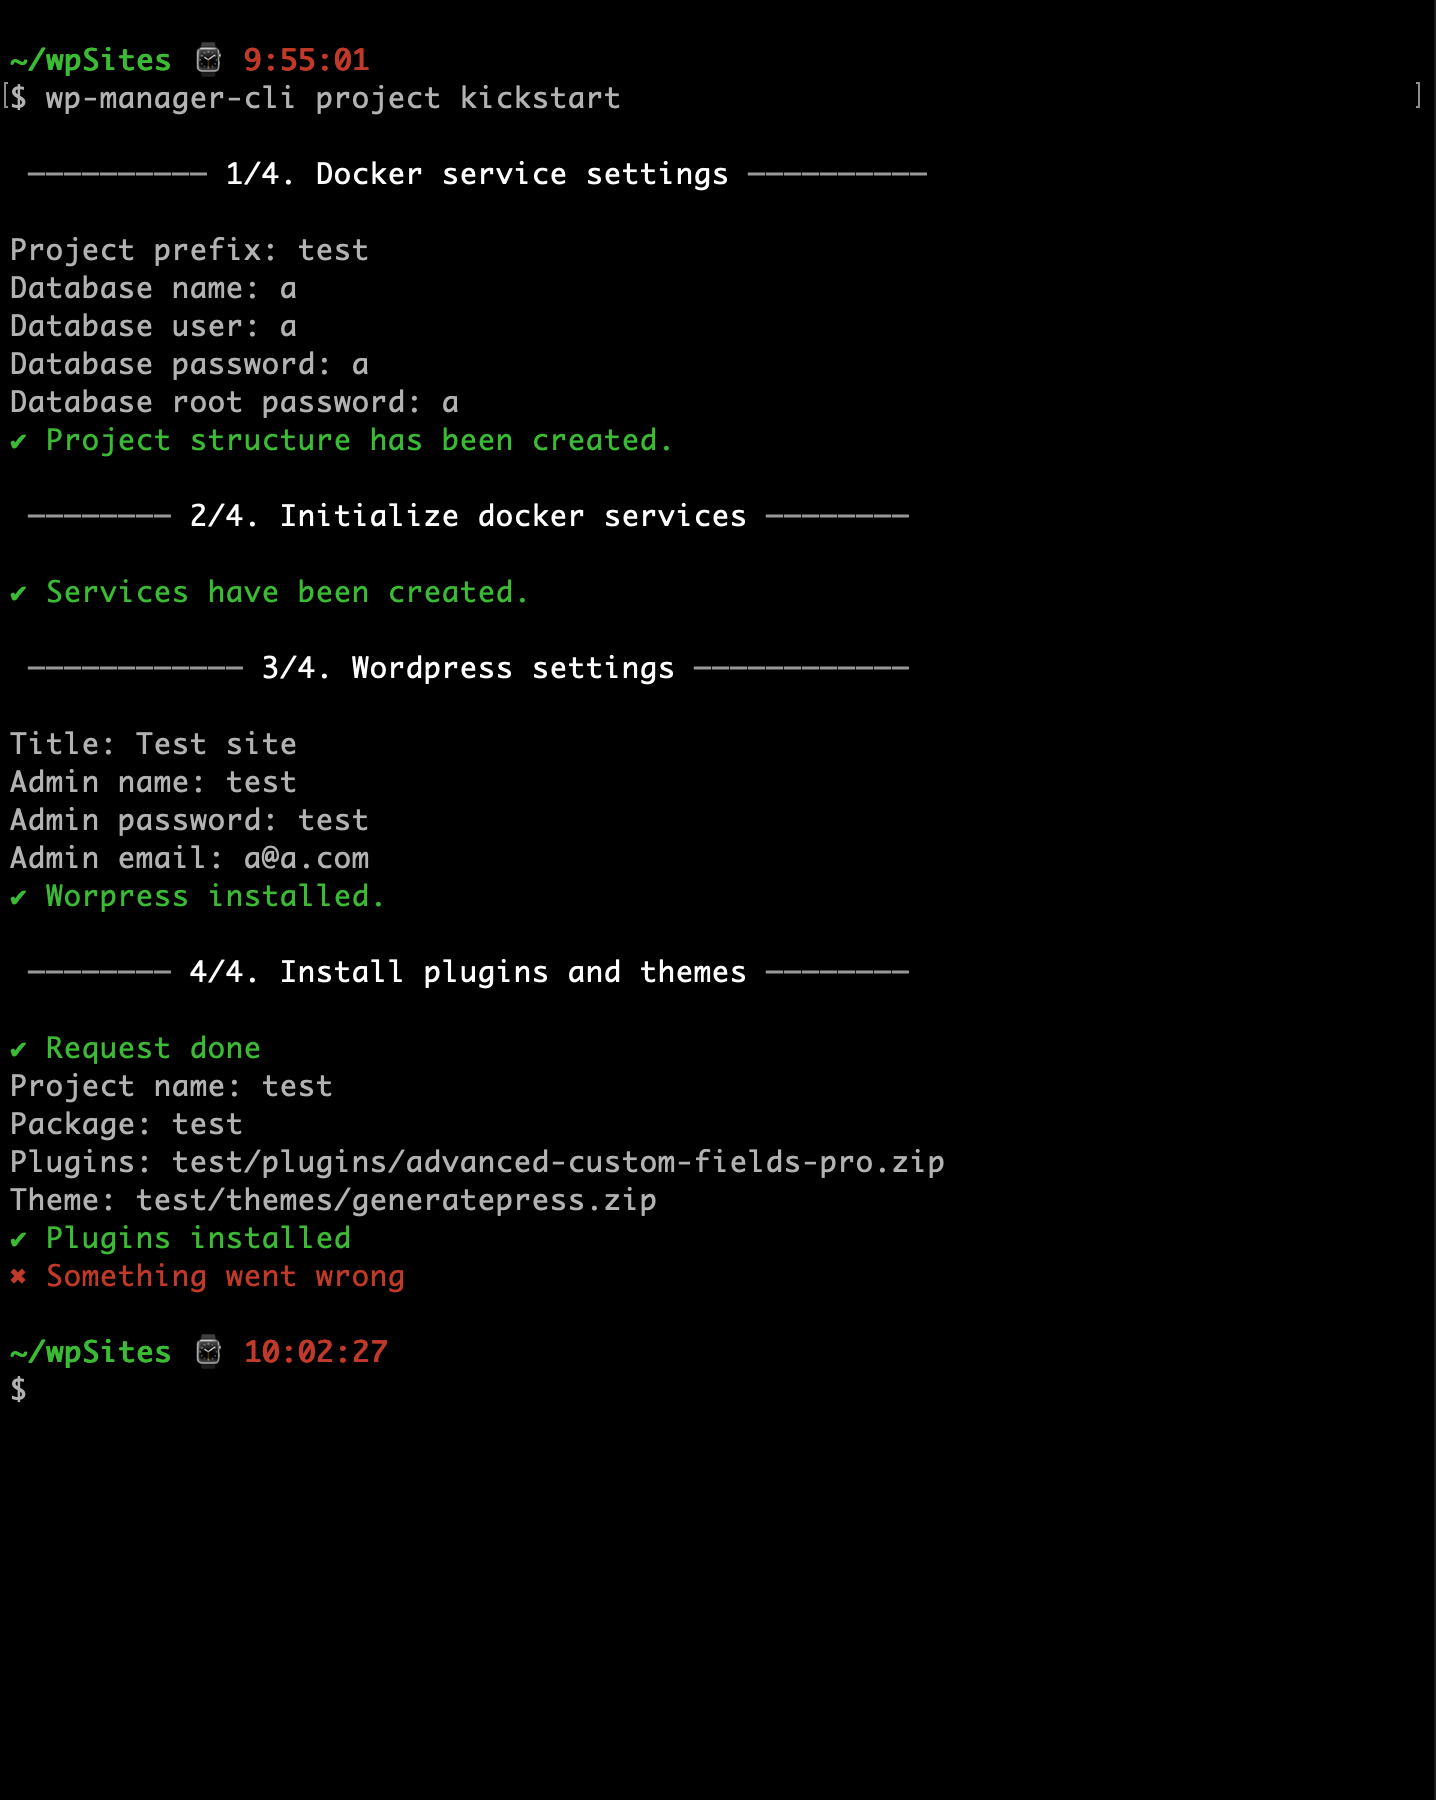 ~/wpSites ⌚ 9:55:01
[$ wp-manager-cli project kickstart ]
────────── 1/4. Docker service settings ──────────
Project prefix: test
Database name: a
Database user: a
Database password: a
Database root password: a
✔ Project structure has been created.
──────── 2/4. Initialize docker services ────────
✔ Services have been created.
──────────── 3/4. Wordpress settings ────────────
Title: Test site
Admin name: test
Admin password: test
Admin email: a@a.com
✔ Worpress installed.
──────── 4/4. Install plugins and themes ────────
✔ Request done
Project name: test
Package: test
Plugins: test/plugins/advanced-custom-fields-pro.zip
Theme: test/themes/generatepress.zip
✔ Plugins installed
✖ Something went wrong
~/wpSites ⌚ 10:02:27
$